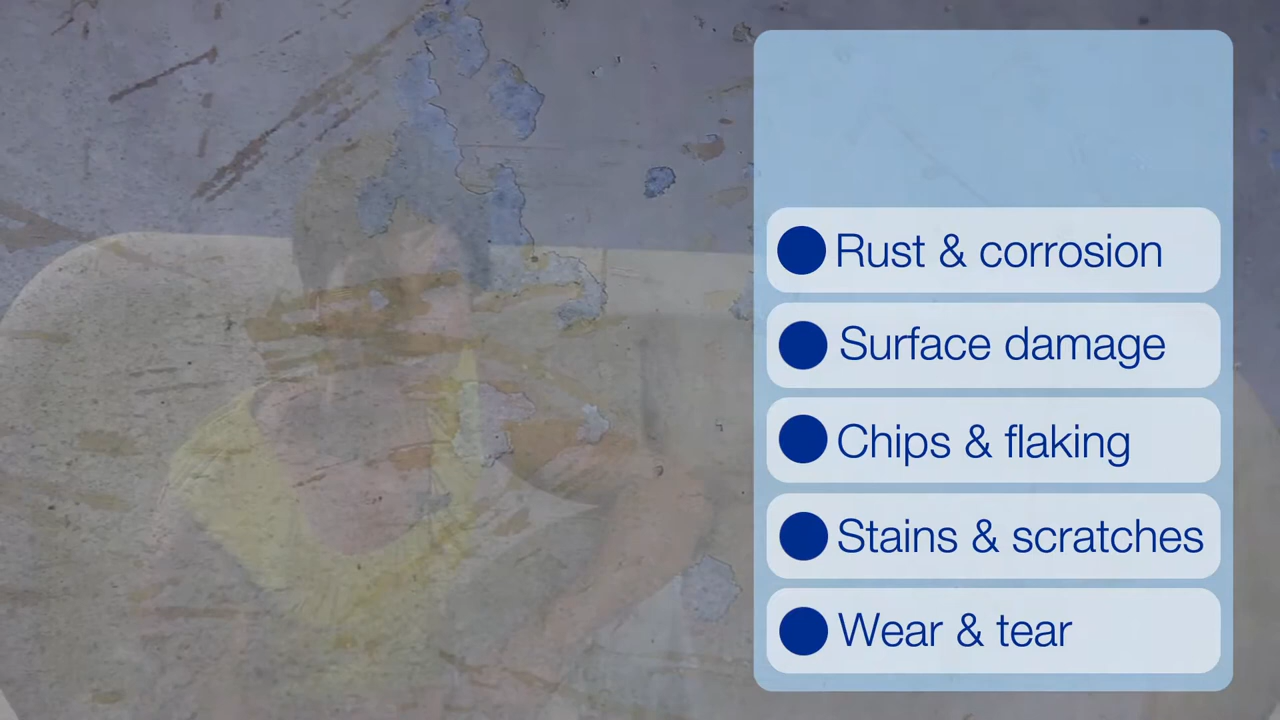 Rust & corrosion
Surface damage
Chips & flaking
Stains & scratches
Wear & tear